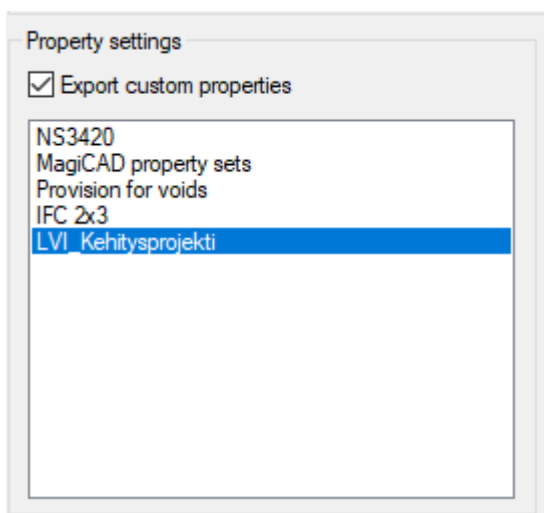 Property settings
Export custom properties
NS3420
MagiCAD property sets
Provision for voids
IFC 2x3
LVI_Kehitysprojekti